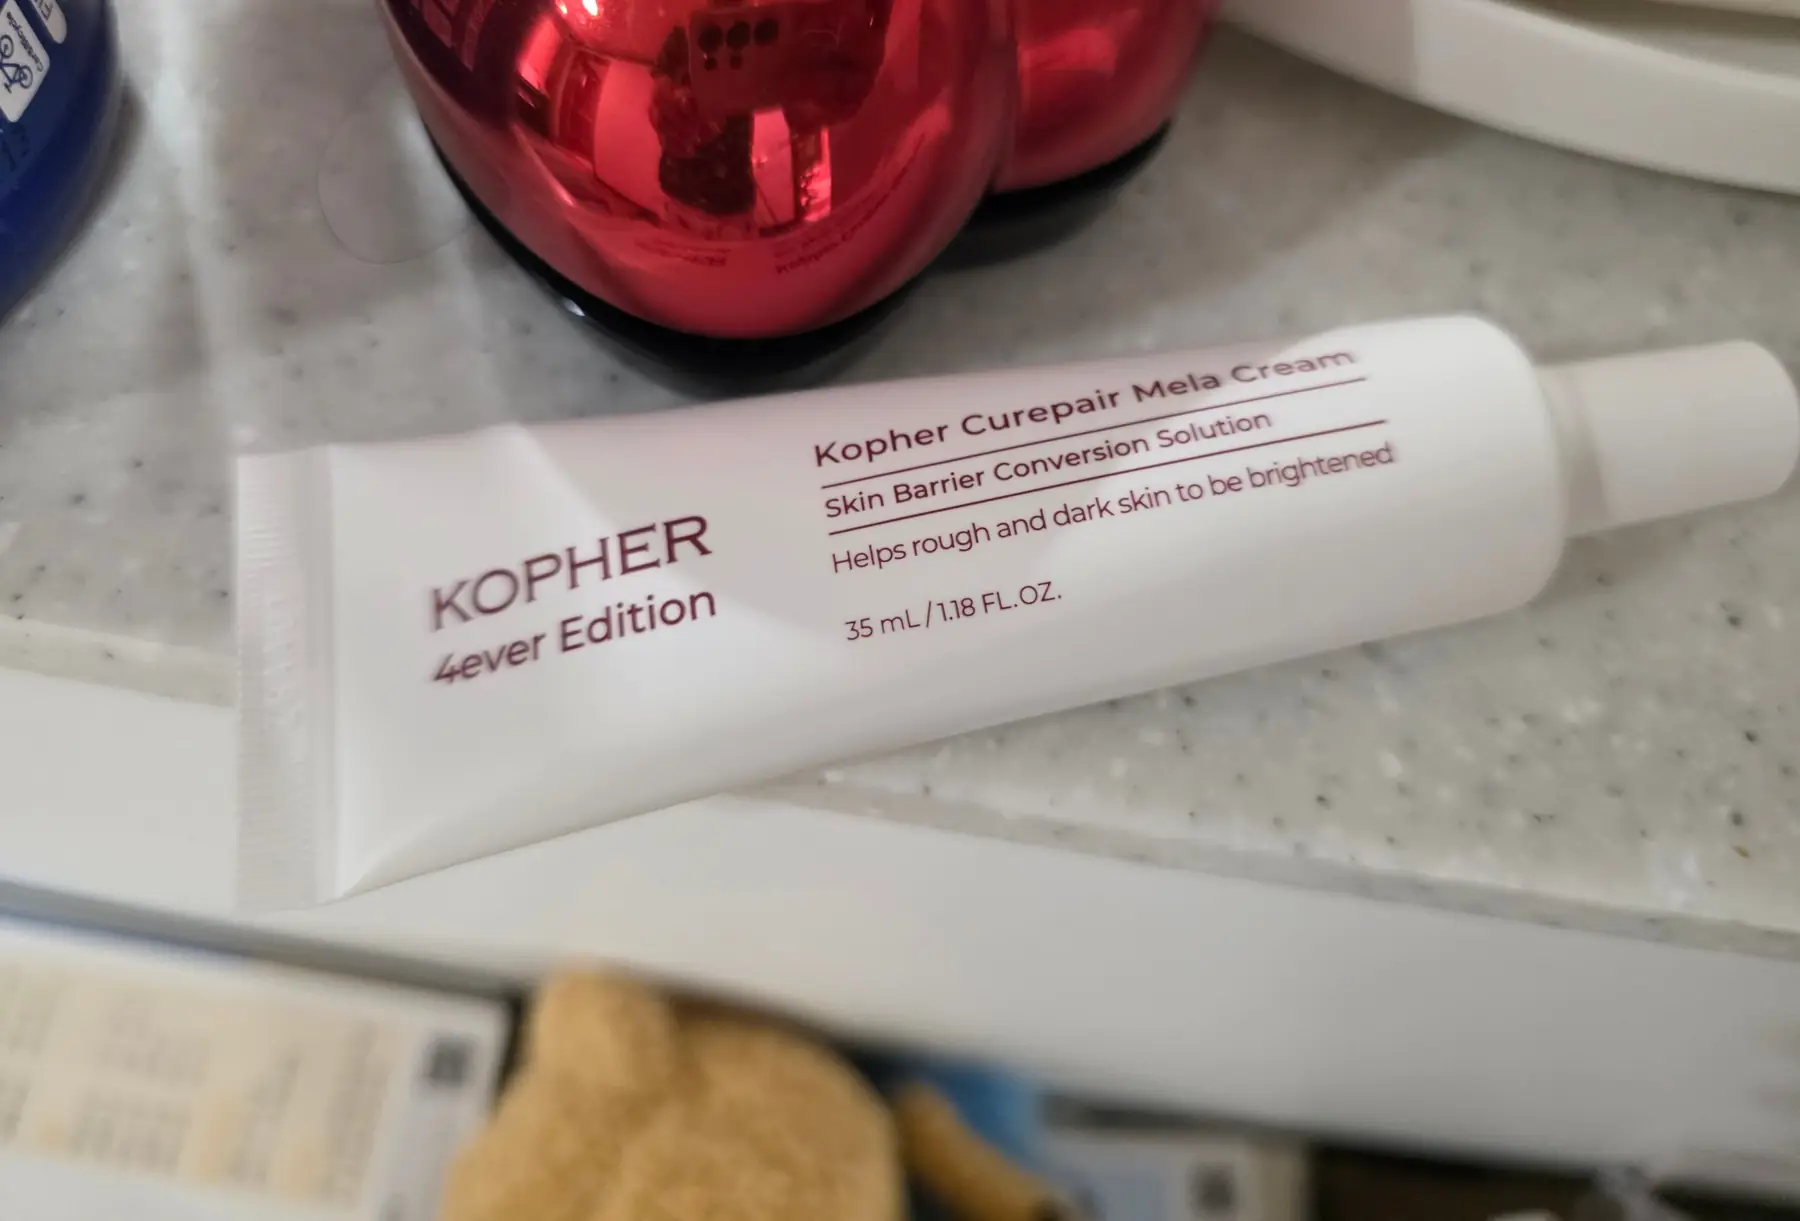 KOPHER
4ever Edition
Kopher Curepair Mela Cream
Skin Barrier Conversion Solution
Helps rough and dark skin to be brightened
35 mL / 1.18 FL.OZ.